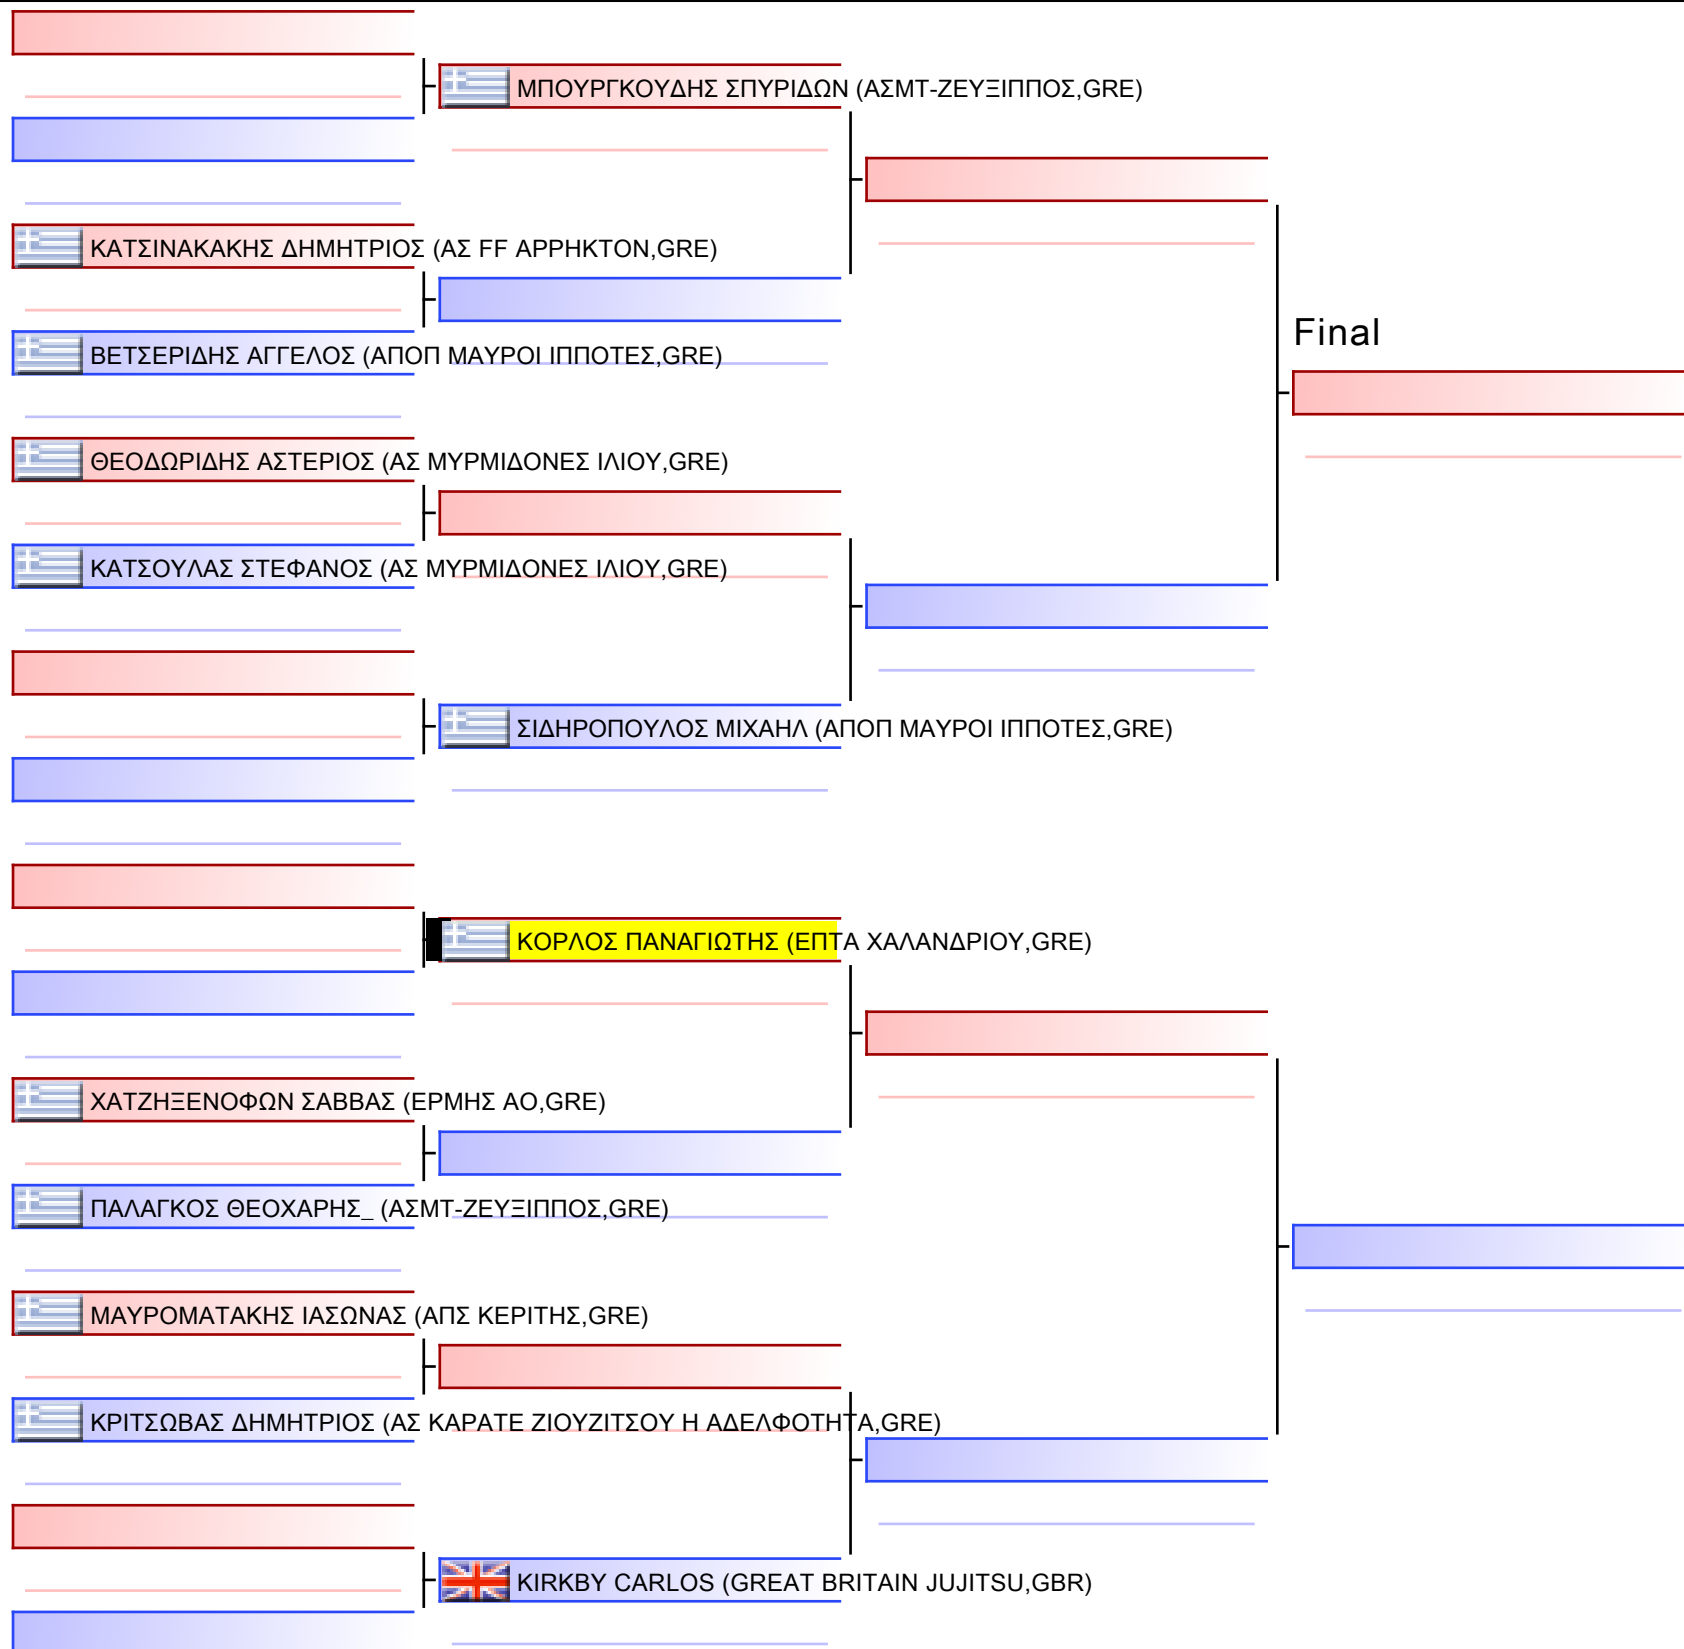 ΜΠΟΥΡΓΚΟΥΔΗΣ ΣΠΥΡΙΔΩΝ (ΑΣΜΤ-ΖΕΥΞΙΠΠΟΣ,GRE)
ΚΑΤΣΙΝΑΚΑΚΗΣ ΔΗΜΗΤΡΙΟΣ (ΑΣ FF ΑΡΡΗΚΤΟΝ,GRE)
Final
ΒΕΤΣΕΡΙΔΗΣ ΑΓΓΕΛΟΣ (ΑΠΟΠ ΜΑΥΡΟΙ ΙΠΠΟΤΕΣ,GRE)
ΘΕΟΔΩΡΙΔΗΣ ΑΣΤΕΡΙΟΣ (ΑΣ ΜΥΡΜΙΔΟΝΕΣ ΙΛΙΟΥ,GRE)
ΚΑΤΣΟΥΛΑΣ ΣΤΕΦΑΝΟΣ (ΑΣ ΜΥΡΜΙΔΟΝΕΣ ΙΛΙΟΥ,GRE)
ΣΙΔΗΡΟΠΟΥΛΟΣ ΜΙΧΑΗΛ (ΑΠΟΠ ΜΑΥΡΟΙ ΙΠΠΟΤΕΣ,GRE)
ΚΟΡΛΟΣ ΠΑΝΑΓΙΩΤΗΣ (ΕΠΤΑ ΧΑΛΑΝΔΡΙΟΥ,GRE)
ΧΑΤΖΗΞΕΝΟΦΩΝ ΣΑΒΒΑΣ (ΕΡΜΗΣ ΑΟ,GRE)
ΠΑΛΑΓΚΟΣ ΘΕΟΧΑΡΗΣ_ (ΑΣΜΤ-ΖΕΥΞΙΠΠΟΣ,GRE)
ΜΑΥΡΟΜΑΤΑΚΗΣ ΙΑΣΩΝΑΣ (ΑΠΣ ΚΕΡΙΤΗΣ,GRE)
ΚΡΙΤΣΩΒΑΣ ΔΗΜΗΤΡΙΟΣ (ΑΣ ΚΑΡΑΤΕ ΖΙΟΥΖΙΤΣΟΥ Η ΑΔΕΛΦΟΤΗΤΑ,GRE)
KIRKBY CARLOS (GREAT BRITAIN JUJITSU,GBR)